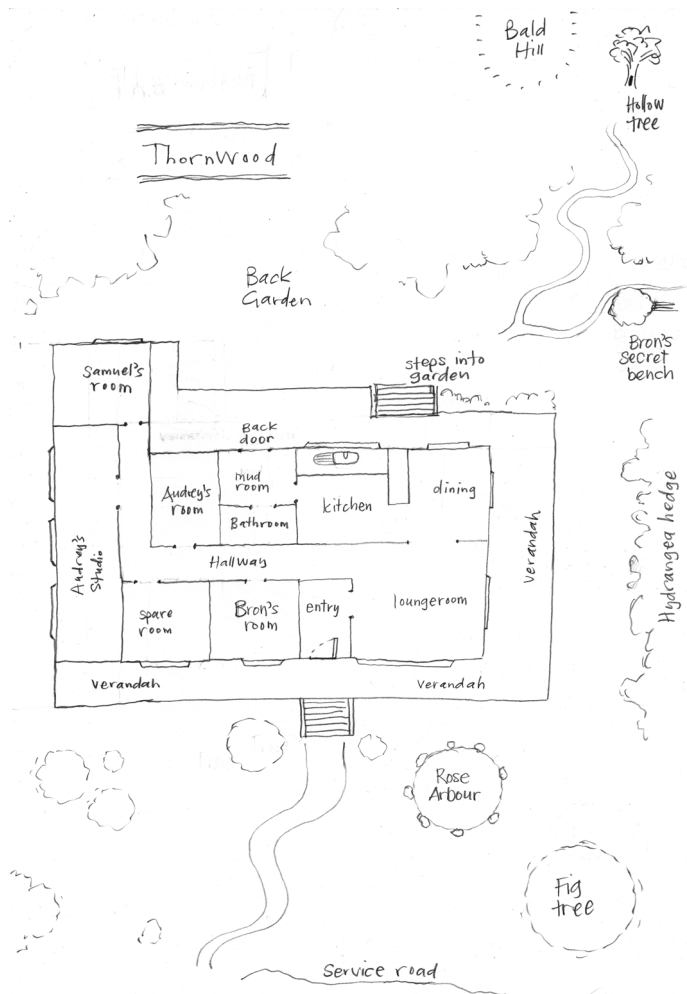 Bald
Hill
Hollow
tree
ThornWood
Back
Garden
Bron's
Secret
bench
steps into
garden
Samuel's
room
Back
door
mud
room
Audrey's
room
Bathroom
kitchen
dining
Verandah
Hydrangea hedge
Audrey's
Studio
Hallway
spare
room
Bron's
room
entry
loungeroom
Verandah
Verandah
Rose
Arbour
Fig
tree
Service road